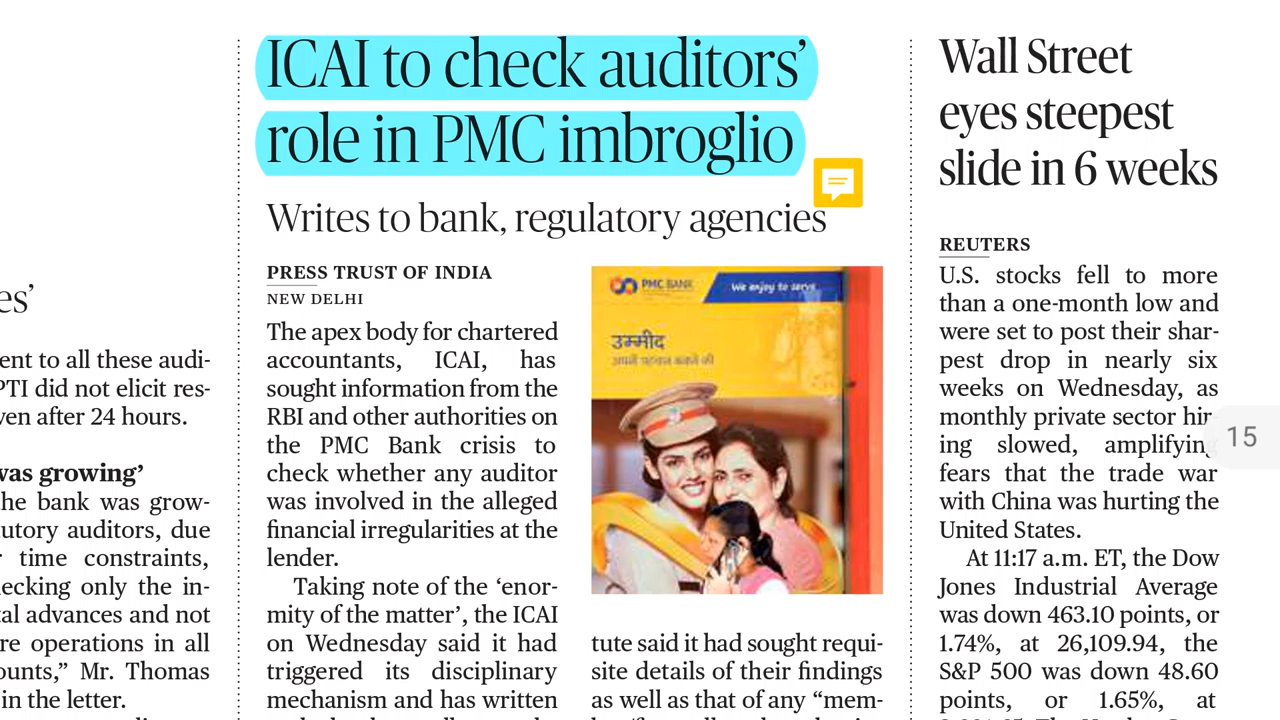 es’
ent to all these audi-
PTI did not elicit res-
ven after 24 hours.
was growing’
he bank was grow-
tutory auditors, due
time constraints,
ecking only the in-
tal advances and not
re operations in all
ounts,” Mr. Thomas
in the letter.
ICAI to check auditors’
role in PMC imbroglio
Writes to bank, regulatory agencies
PRESS TRUST OF INDIA
NEW DELHI
The apex body for chartered
accountants, ICAI, has
sought information from the
RBI and other authorities on
the PMC Bank crisis to
check whether any auditor
was involved in the alleged
financial irregularities at the
lender.
Taking note of the ‘enor-
mity of the matter’, the ICAI
on Wednesday said it had
triggered its disciplinary
mechanism and has written
PMC BANK
We enjoy to serve
उम्मीद
अपनी पहचान बनाने की
tute said it had sought requi-
site details of their findings
as well as that of any “mem-
Wall Street
eyes steepest
slide in 6 weeks
REUTERS
U.S. stocks fell to more
than a one-month low and
were set to post their shar-
pest drop in nearly six
weeks on Wednesday, as
monthly private sector hir-
ing slowed, amplifying
fears that the trade war
with China was hurting the
United States.
At 11:17 a.m. ET, the Dow
Jones Industrial Average
was down 463.10 points, or
1.74%, at 26,109.94, the
S&P 500 was down 48.60
points, or 1.65%, at
15